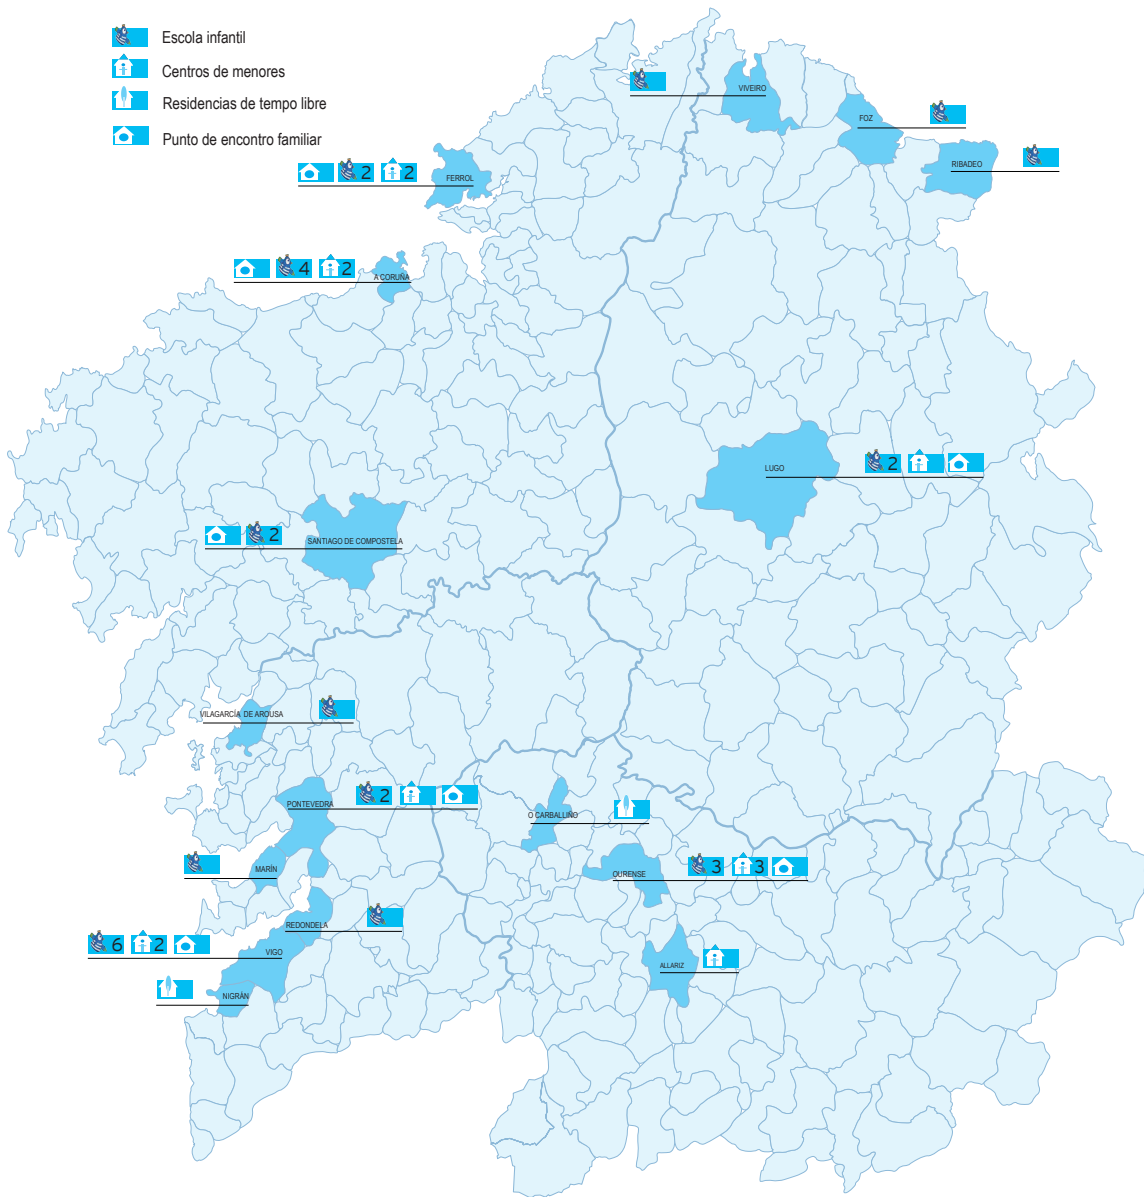 Escola infantil
Centros de menores
Residencias de tempo libre
Punto de encontro familiar
VIVEIRO
FOZ
RIBADEO
2 2
FERROL
4 2
A CORUÑA
LUGO
2
2
SANTIAGO DE COMPOSTELA
VILAGARCÍA DE AROUSA
PONTEVEDRA
2
O CARBALLIÑO
MARÍN
OURENSE
3 3
REDONDELA
6 2
VIGO
ALLARIZ
NIGRÁN